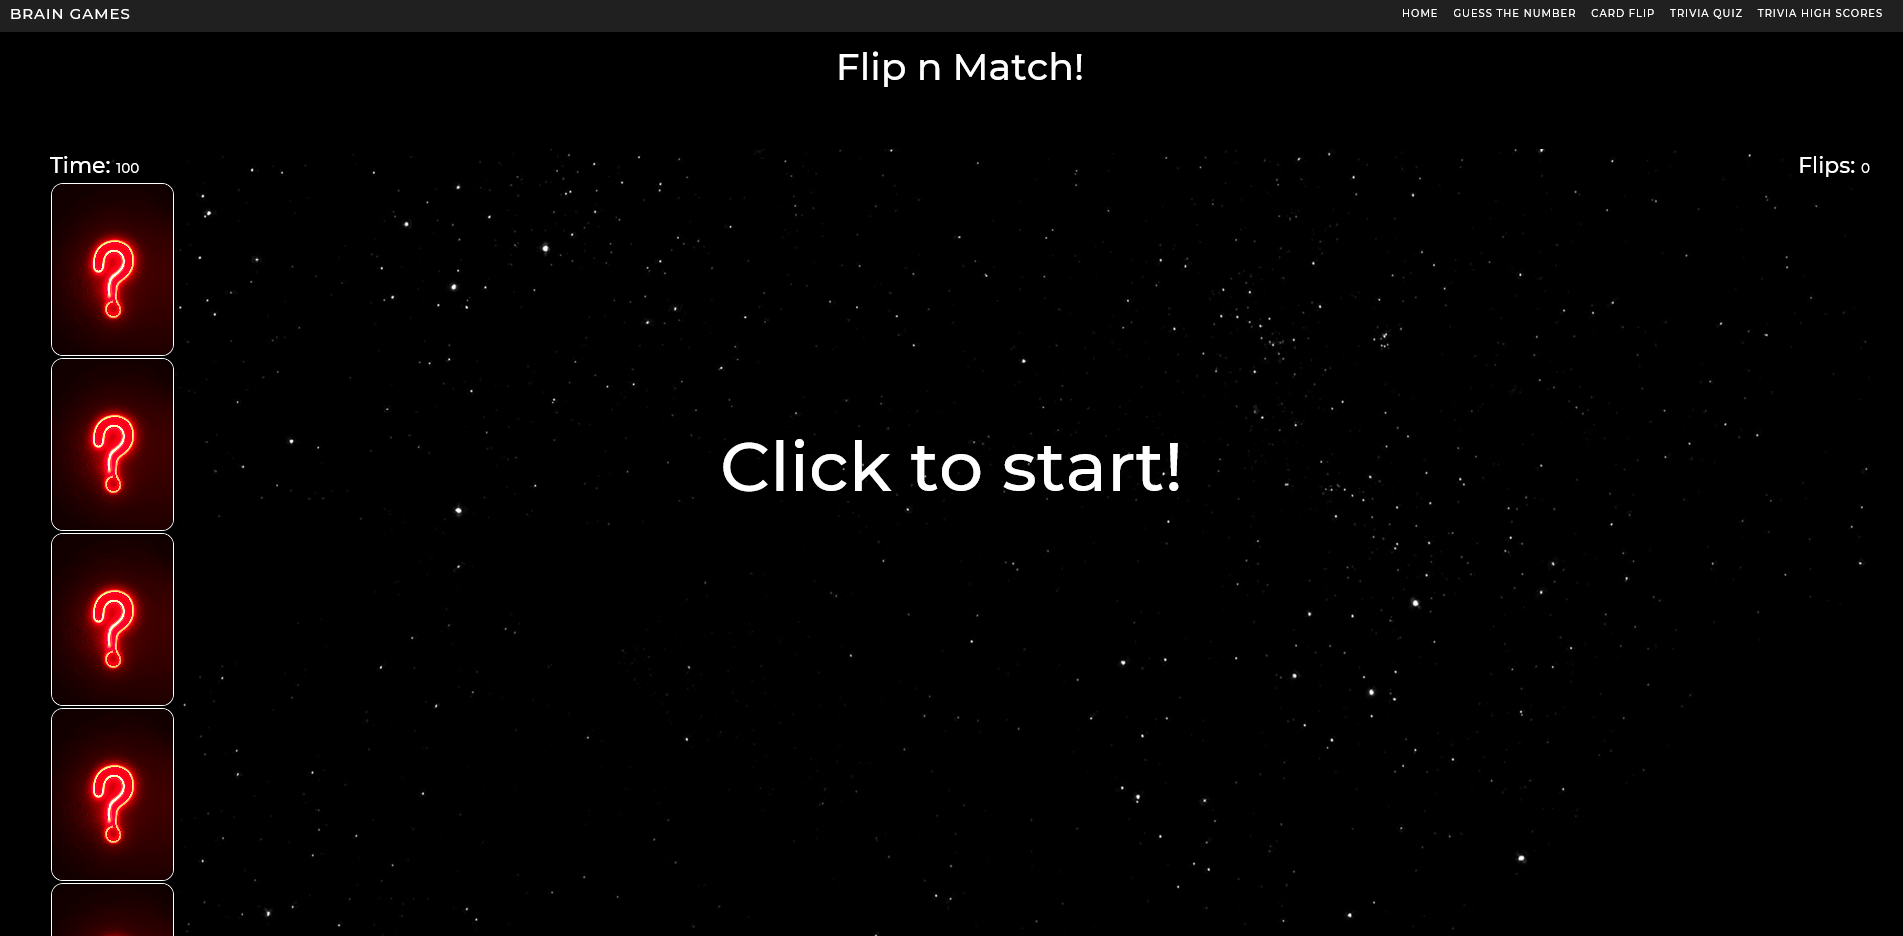 BRAIN GAMES
HOME GUESS THE NUMBER CARD FLIP TRIVIA QUIZ TRIVIA HIGH SCORES
Flip n Match!
Time: 100
Flips: 0
?
?
Click to start!
?
?